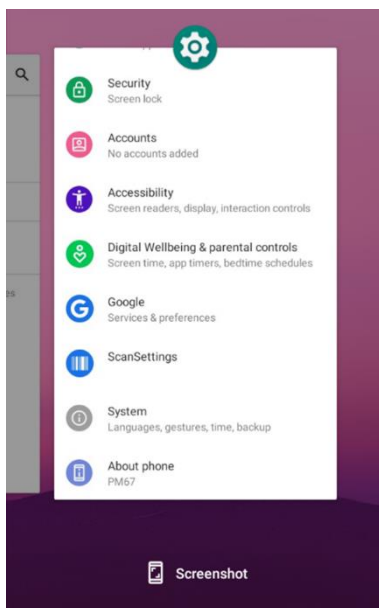 Security
Screen lock
Accounts
No accounts added
Accessibility
Screen readers, display, interaction controls
Digital Wellbeing & parental controls
Screen time, app timers, bedtime schedules
Google
Services & preferences
ScanSettings
System
Languages, gestures, time, backup
About phone
PM67
Screenshot